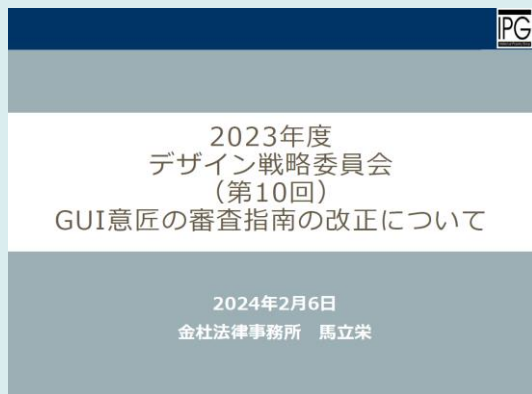 IPG
2023年度
デザイン戦略委員会
（第10回）
GUI意匠の審査指南の改正について
2024年2月6日
金杜法律事務所　馬立栄